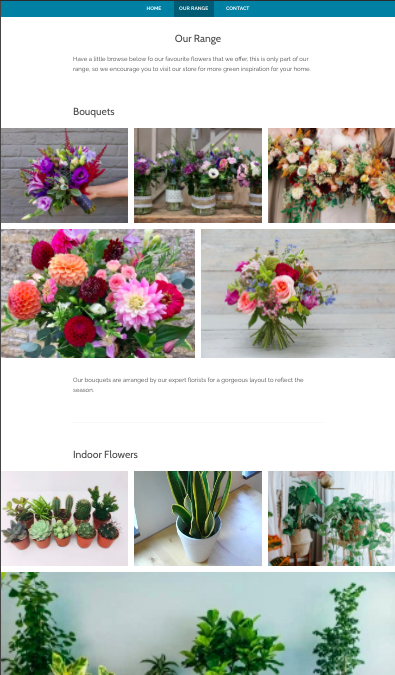 HOME OUR RANGE CONTACT
Our Range
Have a little browse below fo our favourite flowers that we offer, this is only part of our
range, so we encourage you to visit our store for more green inspiration for your home.
Bouquets
Our bouquets are arranged by our expert florists for a gorgeous layout to reflect the
season.
Indoor Flowers